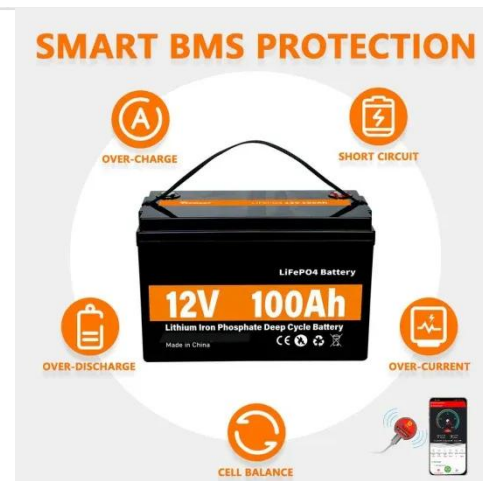 SMART BMS PROTECTION
OVER-CHARGE
SHORT CIRCUIT
LiFePO4 Battery
12V 100Ah
Lithium Iron Phosphate Deep Cycle Battery
Made in China
CE
OVER-DISCHARGE
OVER-CURRENT
CELL BALANCE